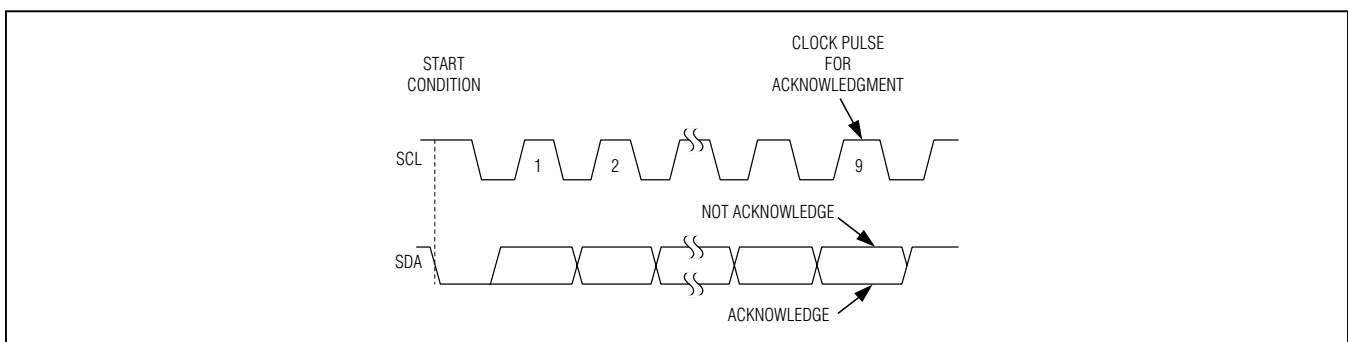 START
CONDITION
CLOCK PULSE
FOR
ACKNOWLEDGMENT
SCL
1
2
9
NOT ACKNOWLEDGE
SDA
ACKNOWLEDGE